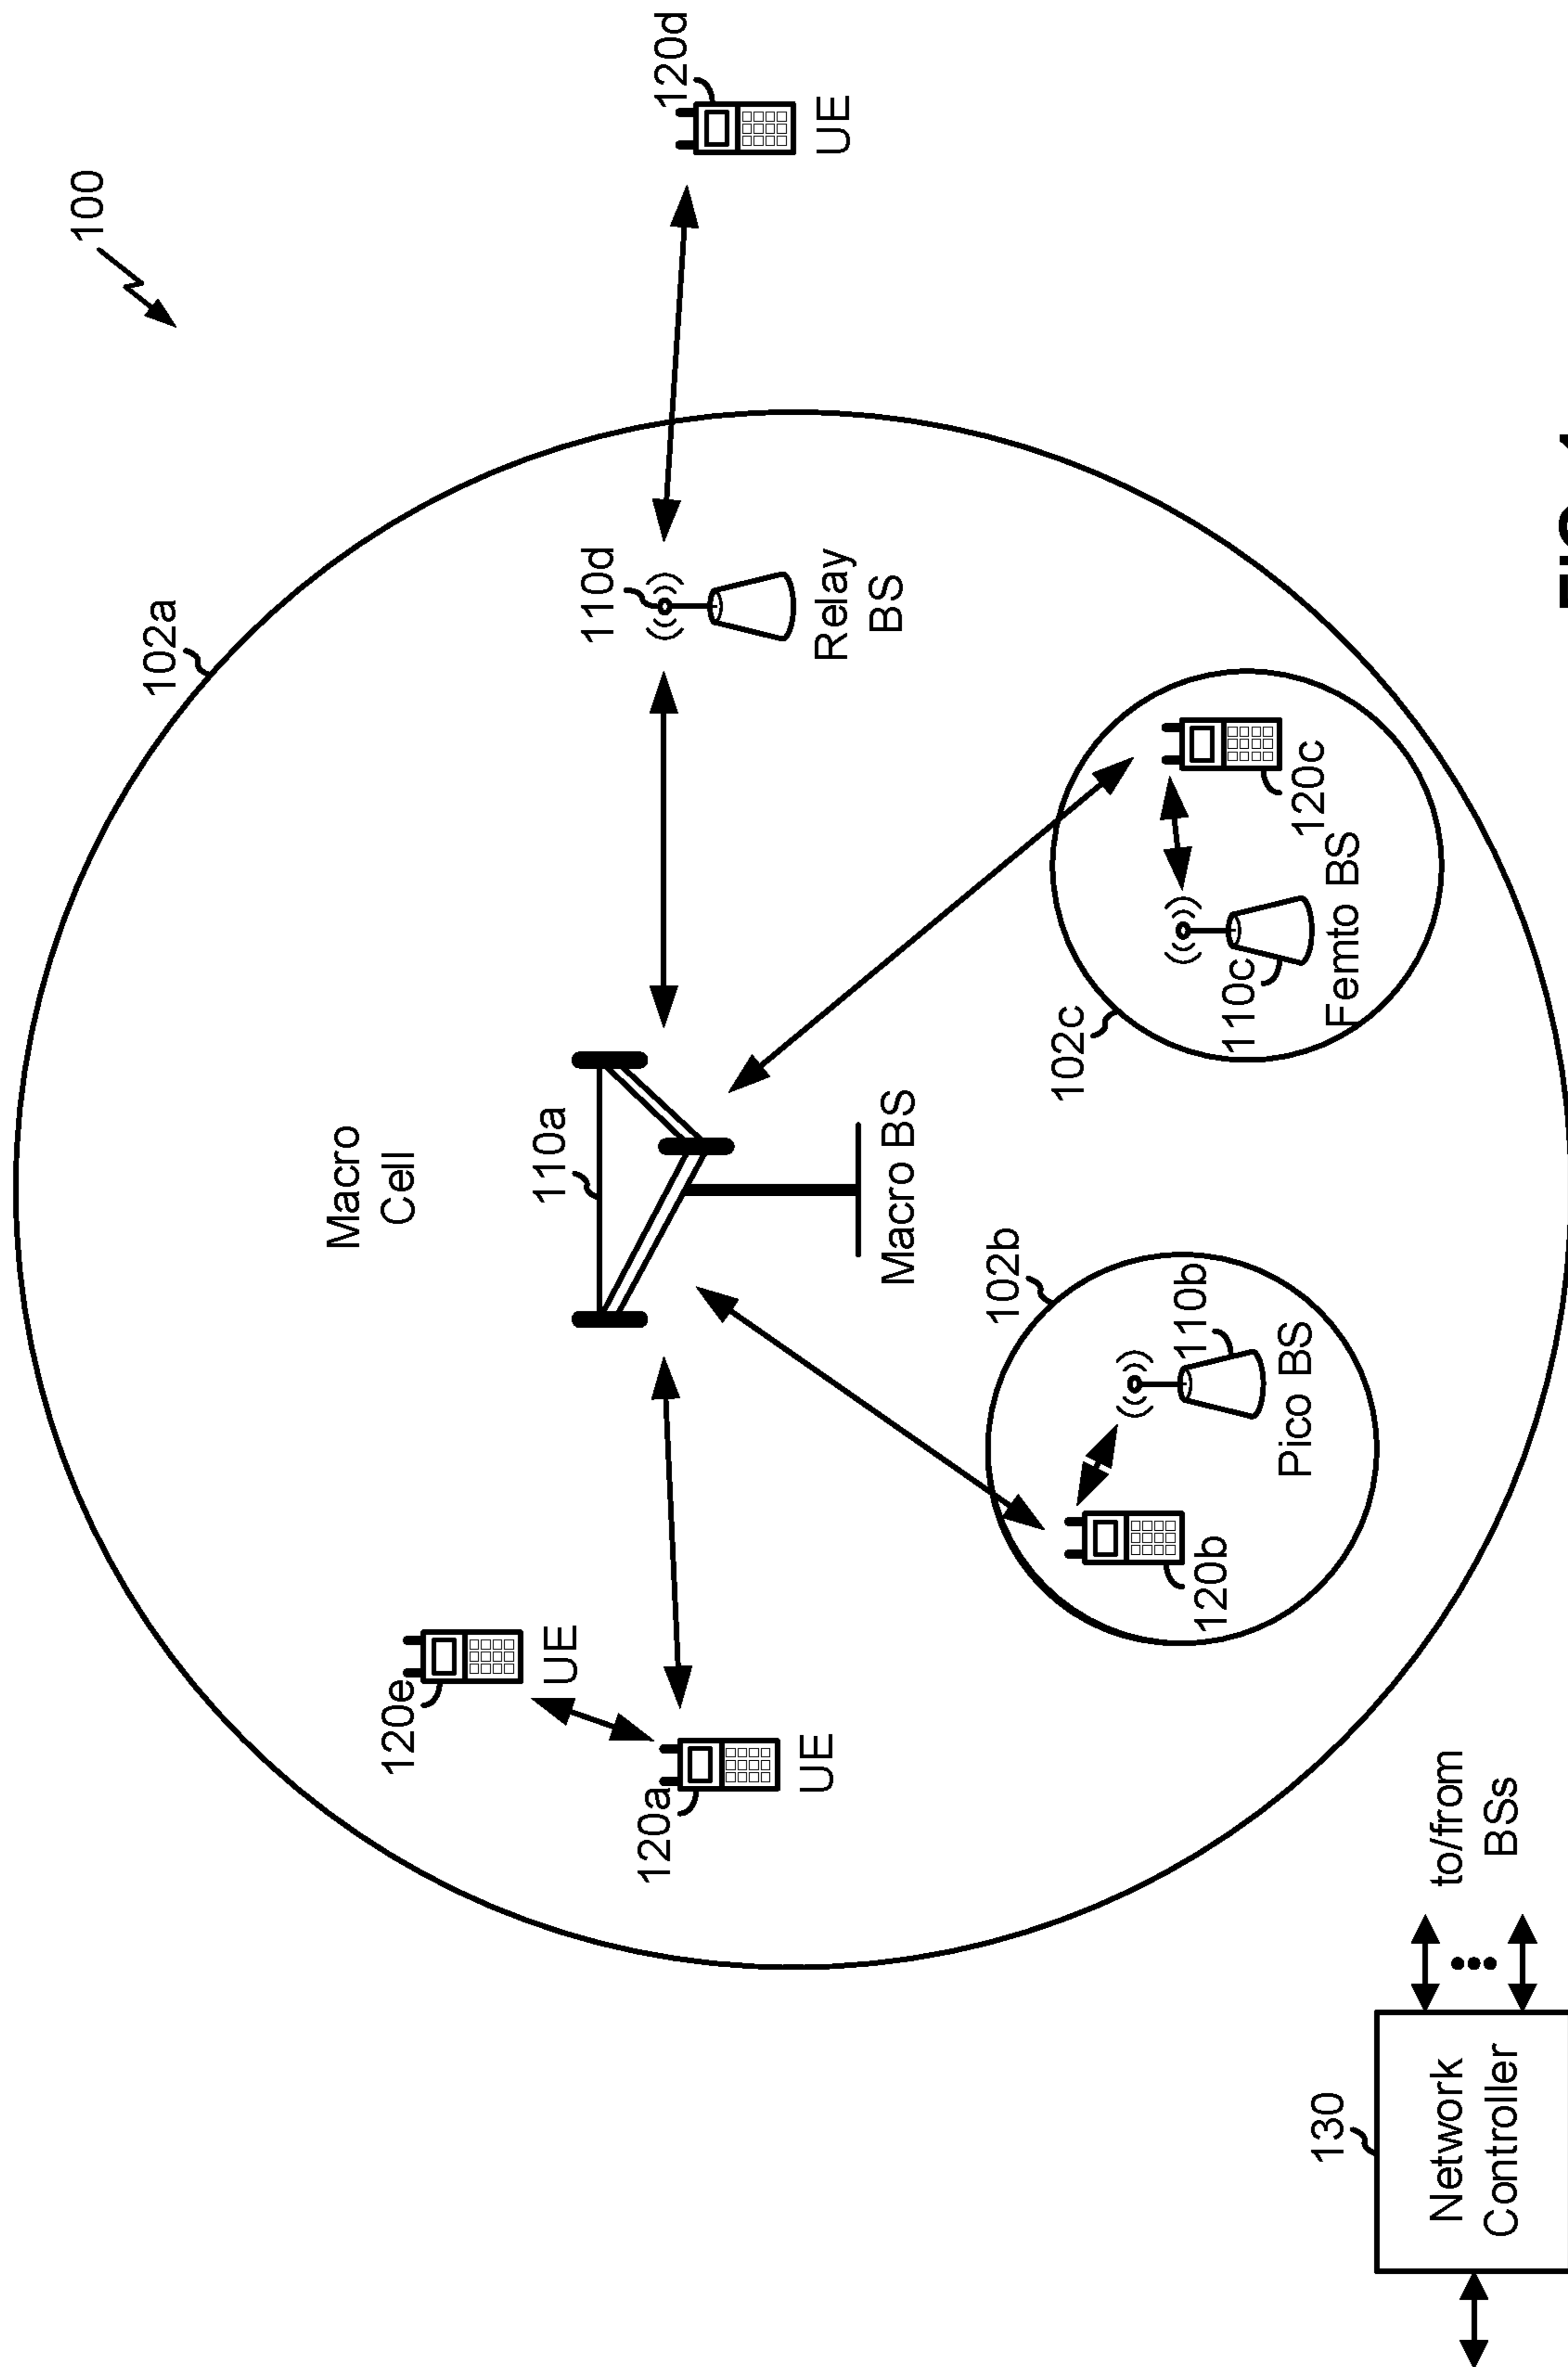 100
102a
Macro
Cell
120e
UE
110a
110d
120d
120a
UE
Macro BS
Relay
BS
UE
102b
102c
120b
110b
Pico BS
110c
120c
Femto BS
130
Network
Controller
to/from
BSs